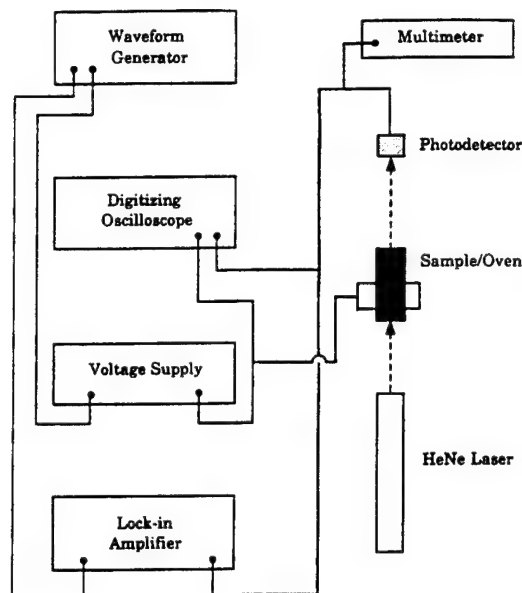 Waveform
Generator
Multimeter
Photodetector
Digitizing
Oscilloscope
Sample/Oven
Voltage Supply
HeNe Laser
Lock-in
Amplifier